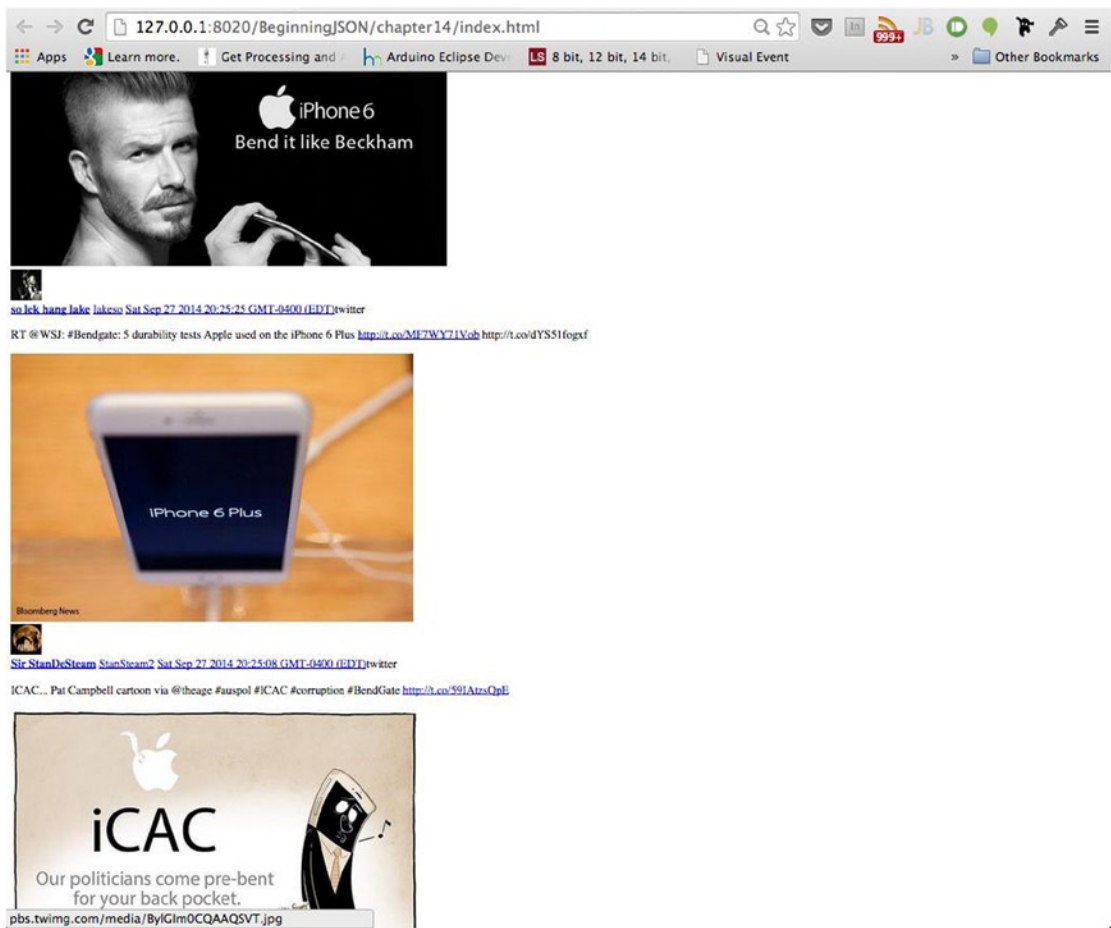 127.0.0.1:8020/BeginningJSON/chapter14/index.html
In
999+
JB
Apps
Learn more.
Get Processing and
Arduino Eclipse Dev
LS 8 bit, 12 bit, 14 bit,
Visual Event
» Other Bookmarks
iPhone 6
Bend it like Beckham
so lek hang lake lakeso Sat Sep 27 2014 20:25:25 GMT-0400 (EDT)twitter
RT @WSJ: #Bendgate: 5 durability tests Apple used on the iPhone 6 Plus http://t.co/MF7WY71Vob http://t.co/dYS51fogxf
iPhone 6 Plus
Bloomberg News
Sir StanDeSteam StanSteam2 Sat Sep 27 2014 20:25:08 GMT-0400 (EDT)twitter
ICAC... Pat Campbell cartoon via @theage #auspol #ICAC #corruption #BendGate http://t.co/59IAtzsQpE
iCAC
Our politicians come pre-bent
for your back pocket.
pbs.twimg.com/media/BylGIm0CQAAQSVT.jpg